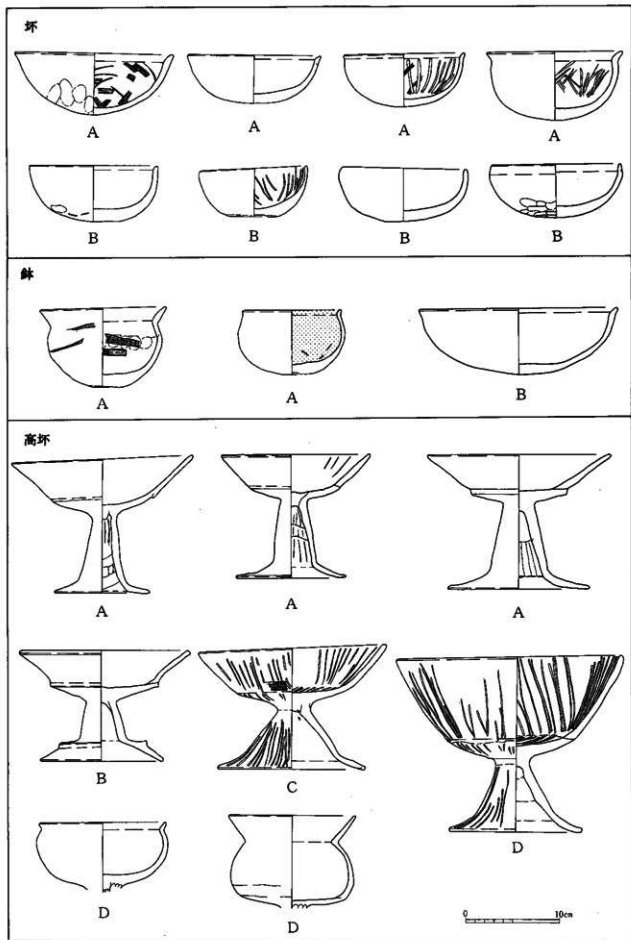 坏
A A A A
B B B B
鉢
A A B
高坏
A A A
B C D
D D
0 10cm